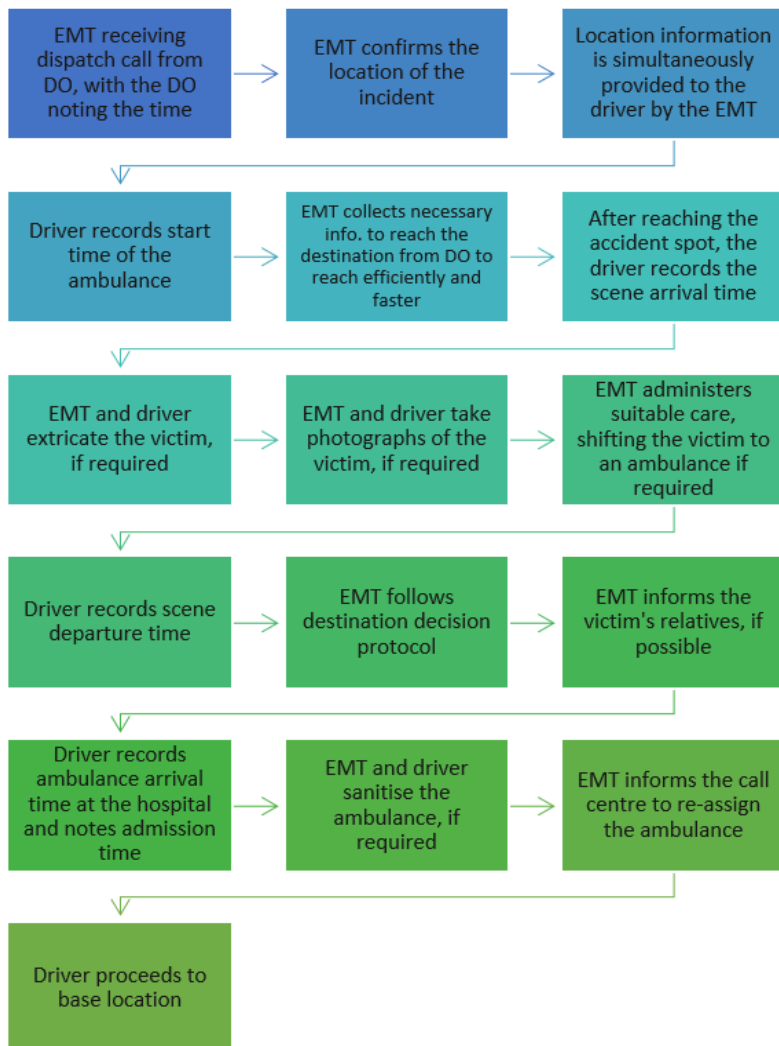 EMT receiving
dispatch call from
DO, with the DO
noting the time
EMT confirms the
location of the
incident
Location information
is simultaneously
provided to the
driver by the EMT
Driver records start
time of the
ambulance
EMT collects necessary
info. to reach the
destination from DO to
reach efficiently and
faster
After reaching the
accident spot, the
driver records the
scene arrival time
EMT and driver
extricate the victim,
if required
EMT and driver take
photographs of the
victim, if required
EMT administers
suitable care,
shifting the victim to
an ambulance if
required
Driver records scene
departure time
EMT follows
destination decision
protocol
EMT informs the
victim's relatives, if
possible
Driver records
ambulance arrival
time at the hospital
and notes admission
time
EMT and driver
sanitise the
ambulance, if
required
EMT informs the call
centre to re-assign
the ambulance
Driver proceeds to
base location